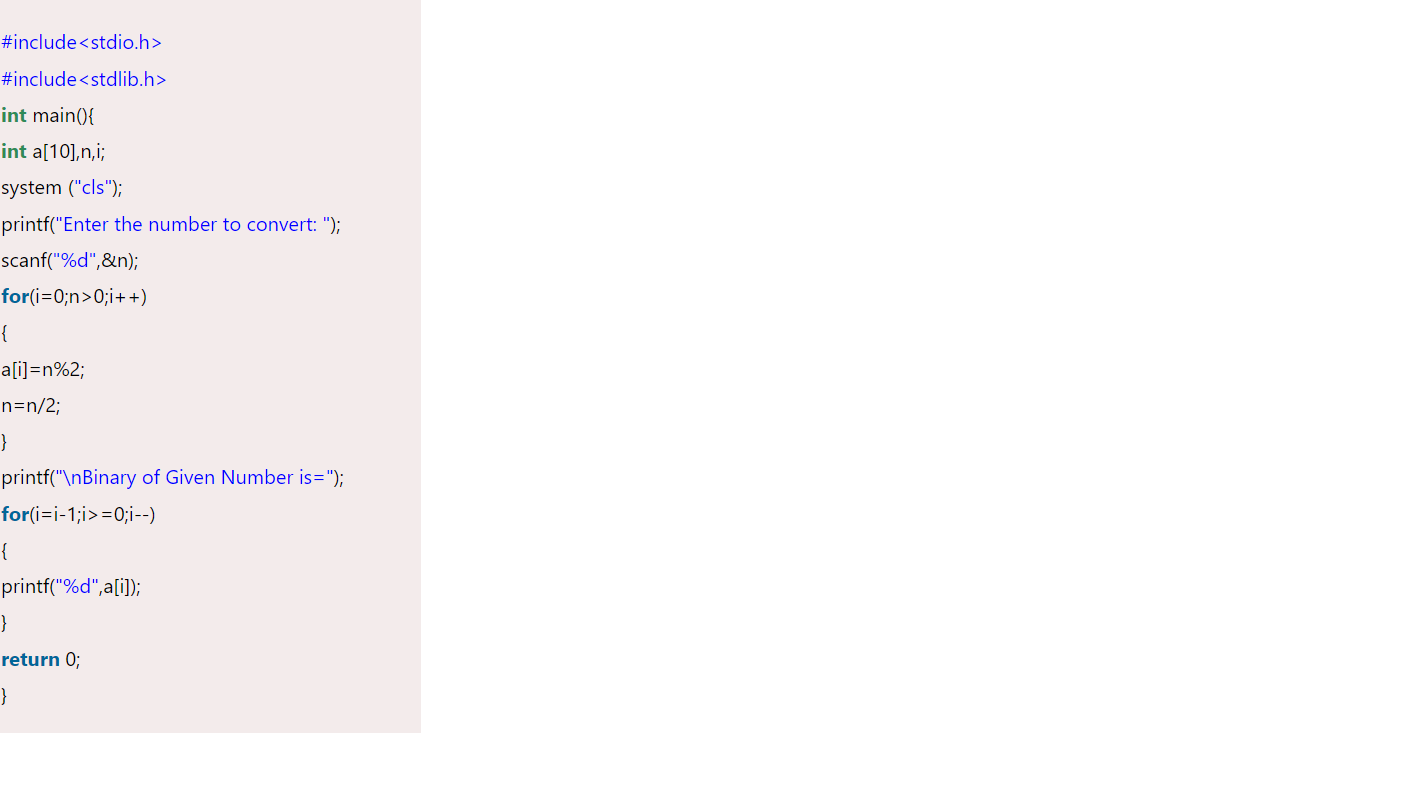 #include<stdio.h>
#include<stdlib.h>
int main(){
int a[10],n,i;
system ("cls");
printf("Enter the number to convert: ");
scanf("%d",&n);
for(i=0;n>0;i++)
{
a[i]=n%2;
n=n/2;
}
printf("\nBinary of Given Number is=");
for(i=i-1;i>=0;i--)
{
printf("%d",a[i]);
}
return 0;
}